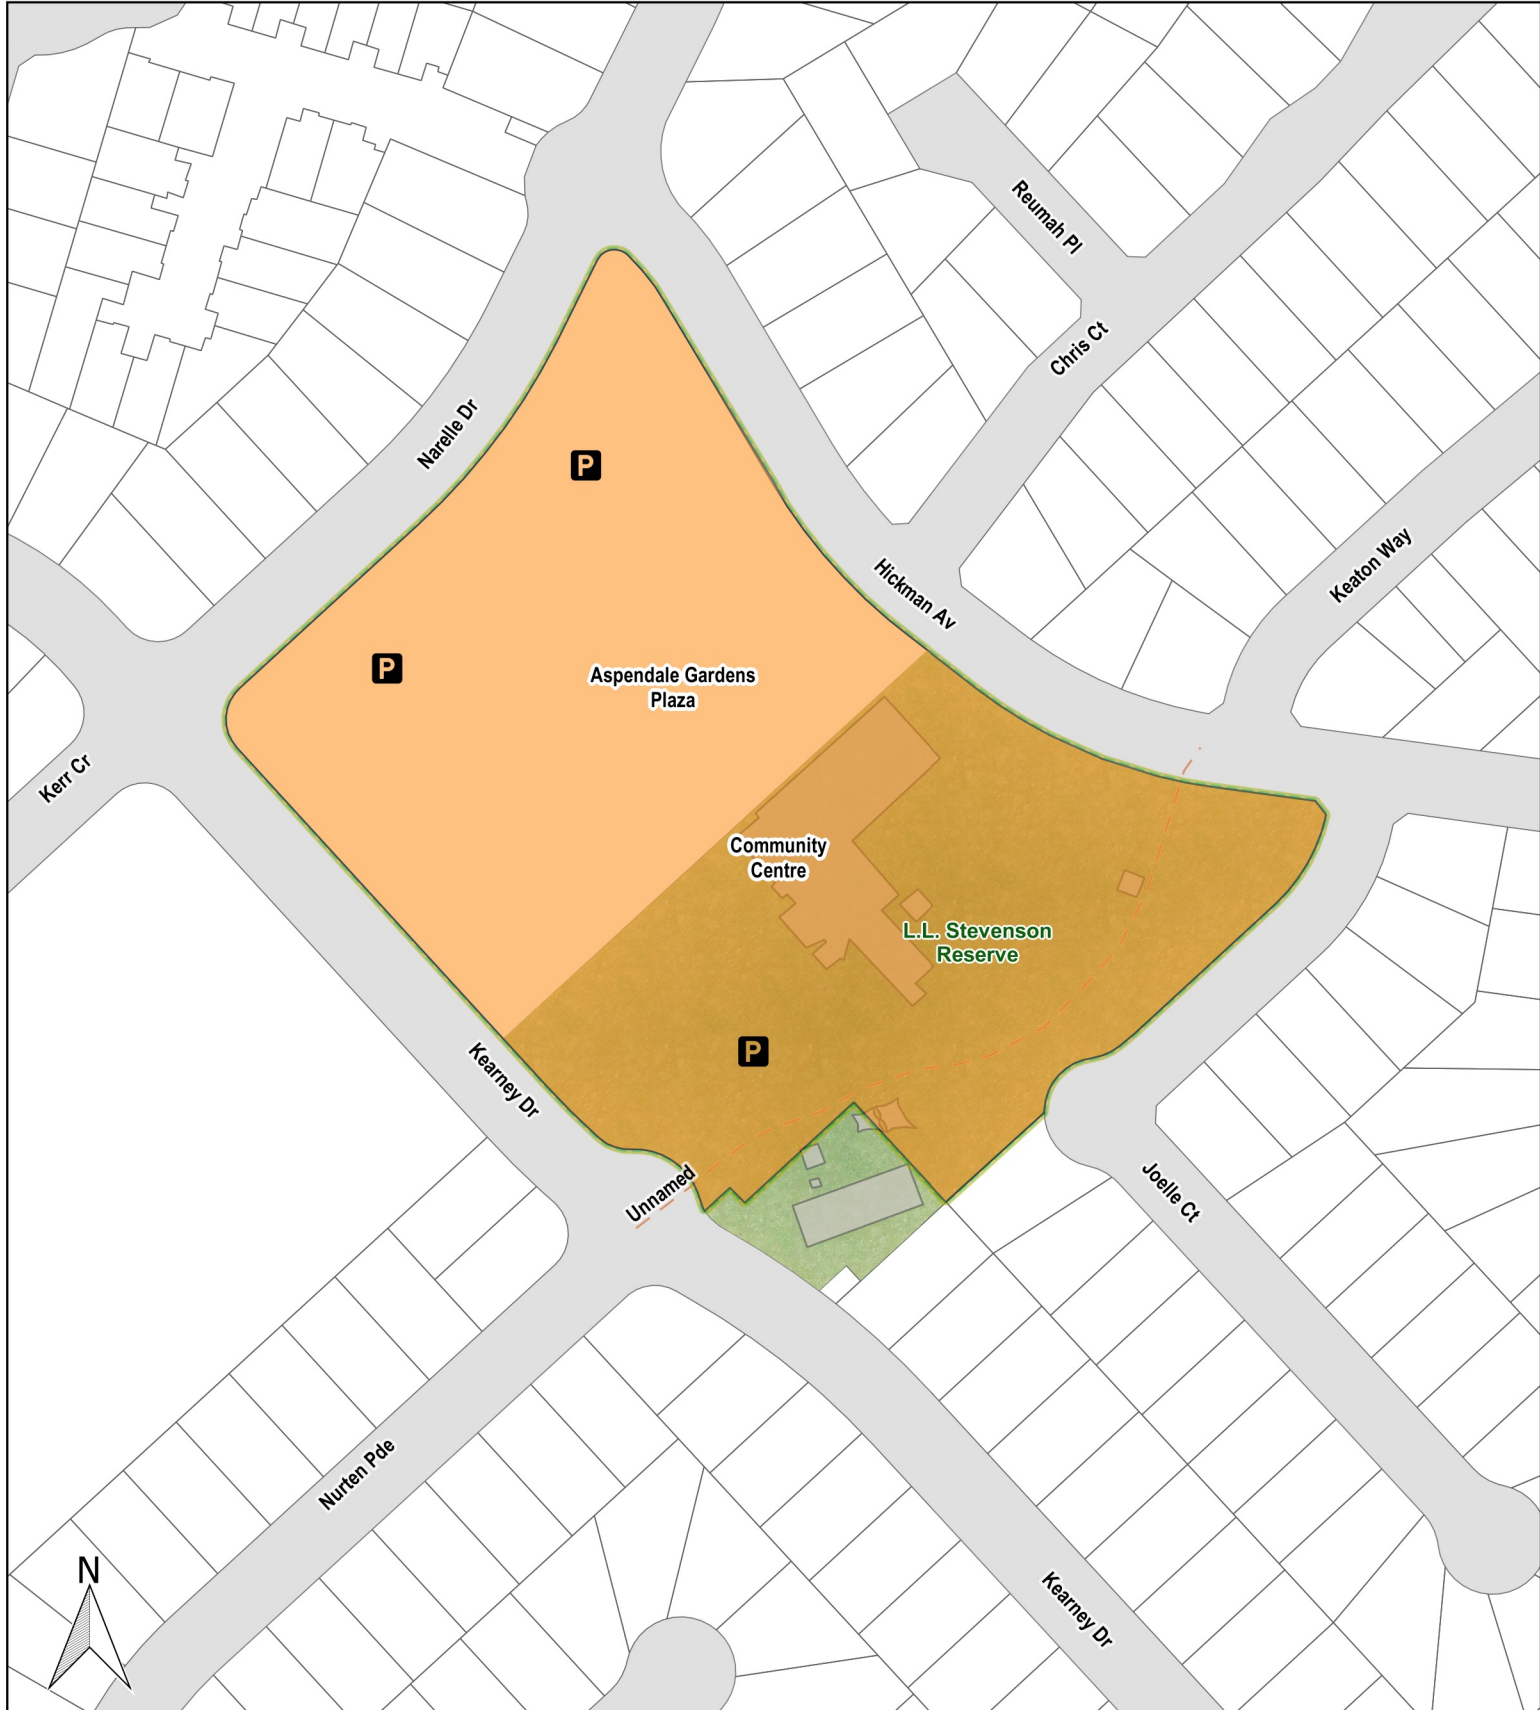 Reumah Pl
Chris Ct
Narelle Dr
P
Keaton Way
Hickman Av
P
Aspendale Gardens
Plaza
Kerr Cr
Community
Centre
L.L. Stevenson
Reserve
P
Kearney Dr
Unnamed
Joelle Ct
Nurten Pde
N
Kearney Dr